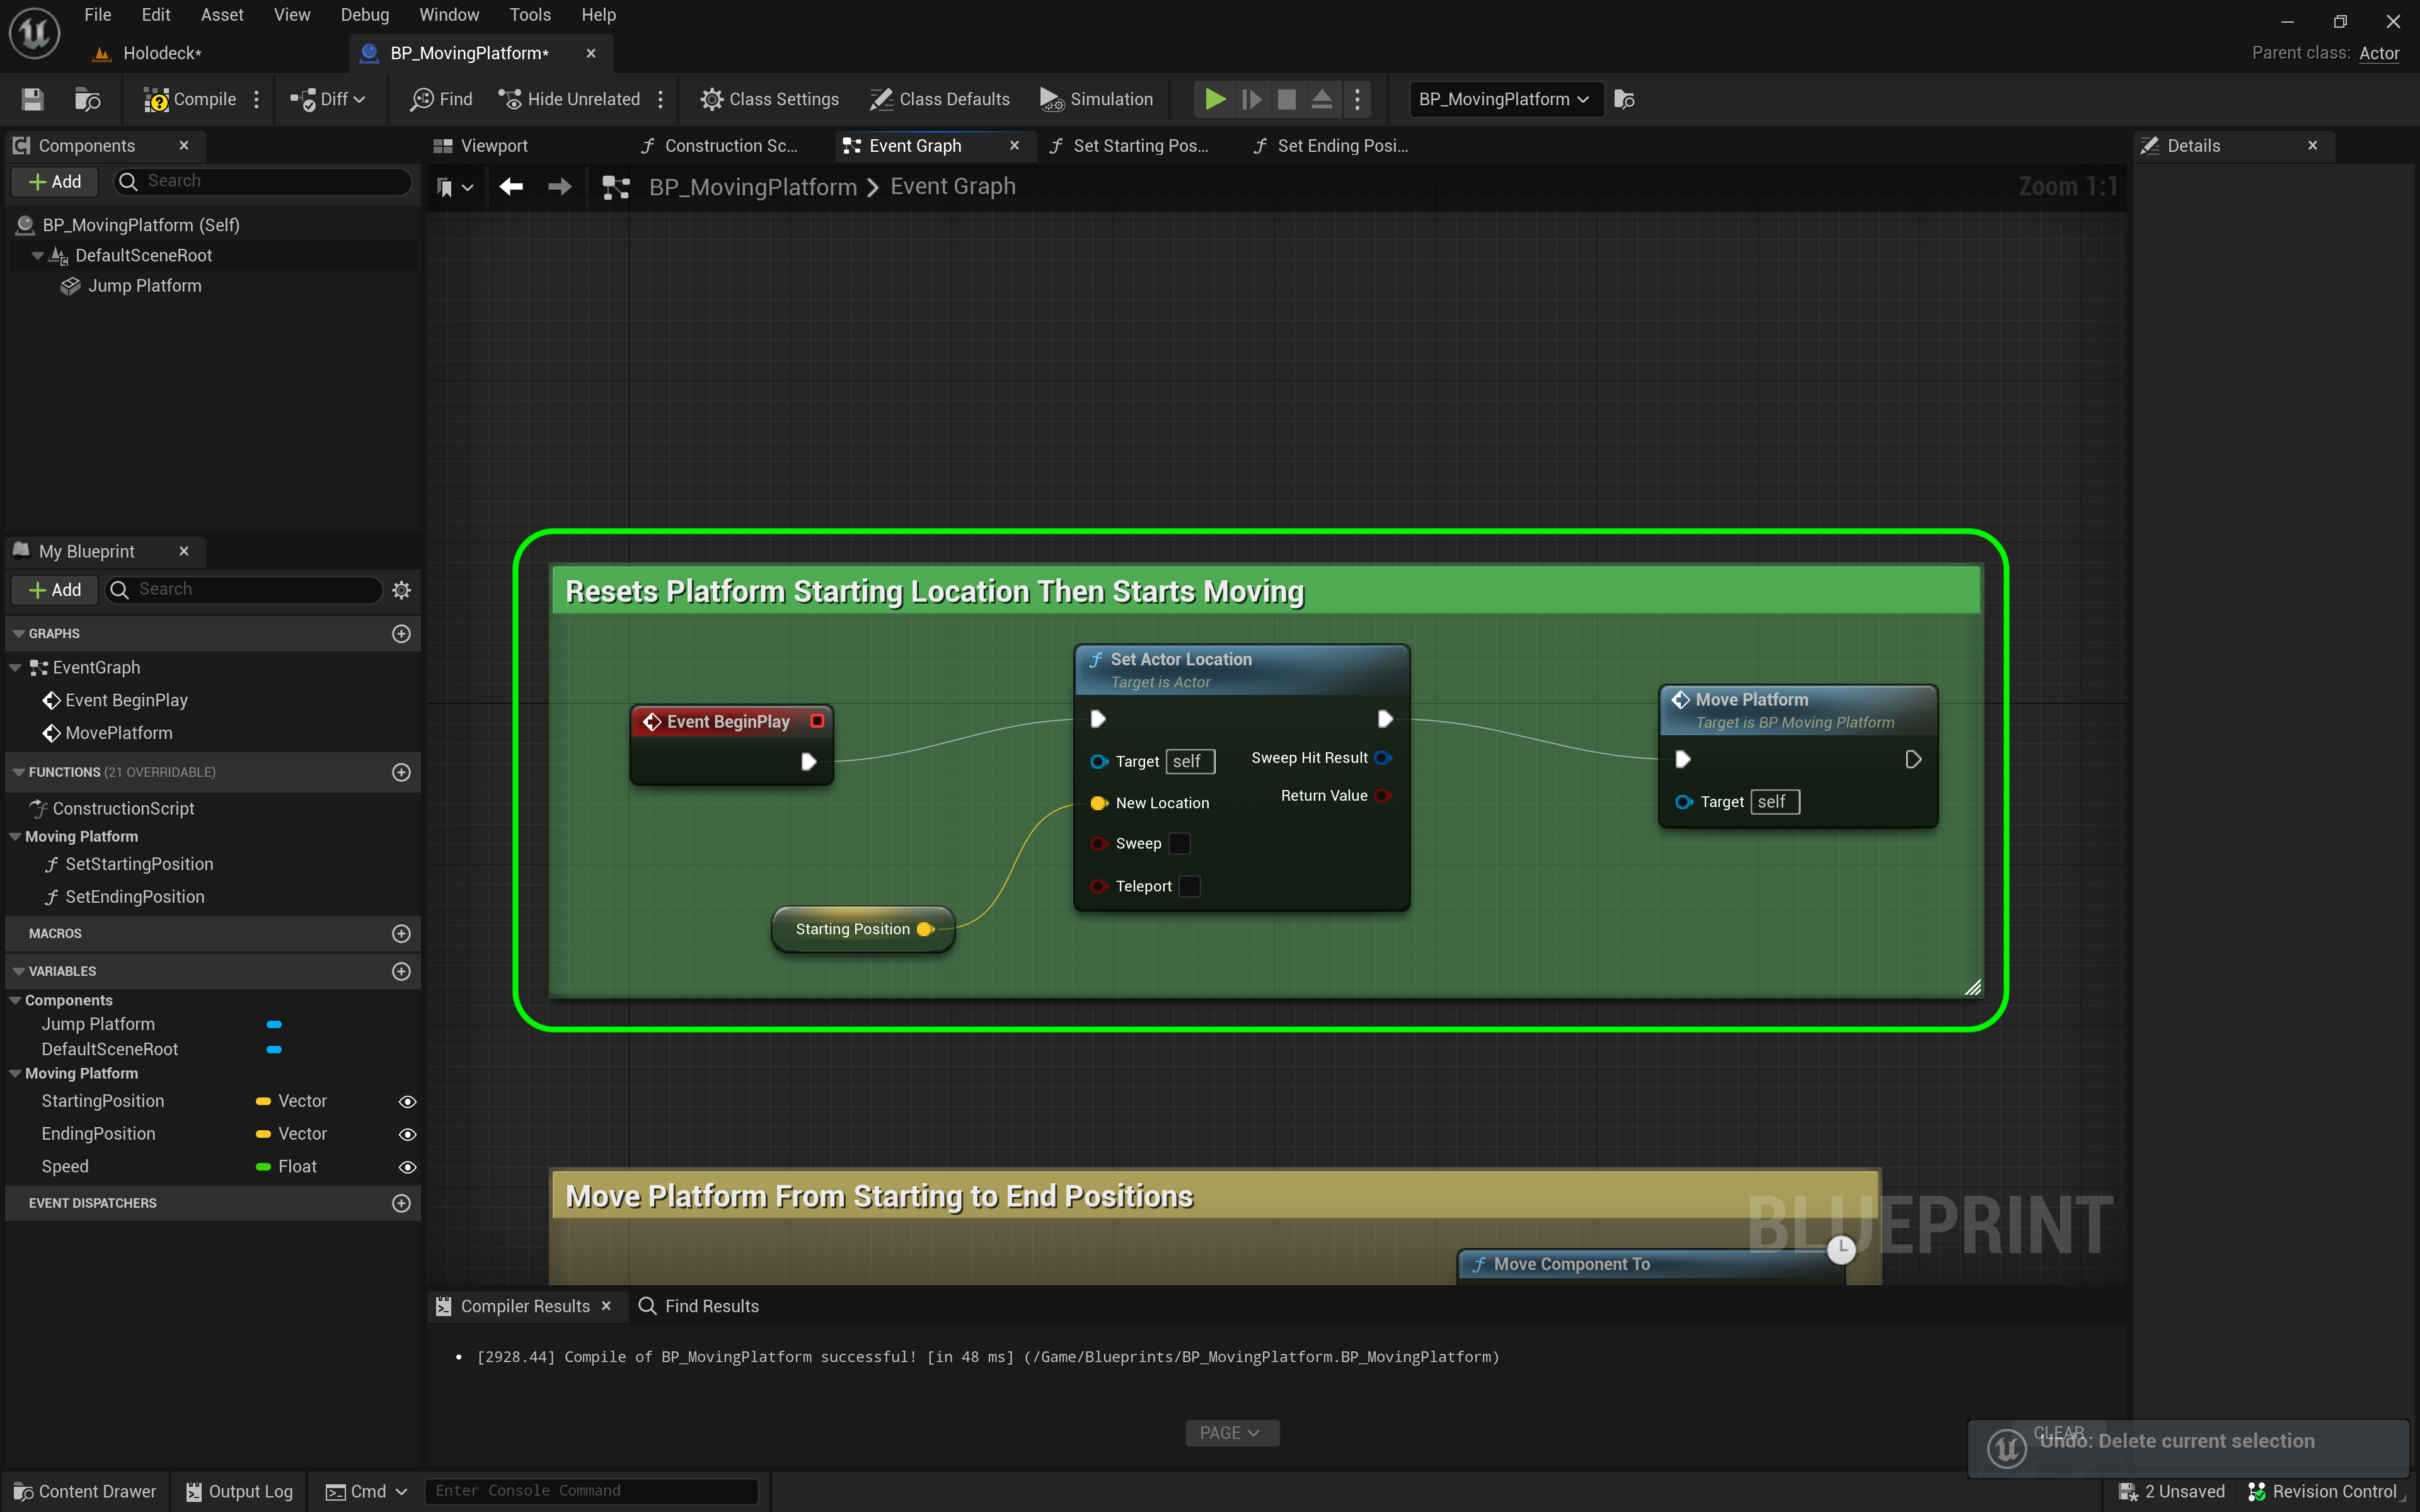 File Edit Asset View Debug Window Tools Help
Holodeck*
BP_MovingPlatform*
Parent class: Actor
Compile
Diff
Find
Hide Unrelated
Class Settings
Class Defaults
Simulation
BP_MovingPlatform
Components
Add
Search
BP_MovingPlatform (Self)
DefaultSceneRoot
Jump Platform
My Blueprint
Add
Search
GRAPHS
EventGraph
Event BeginPlay
MovePlatform
FUNCTIONS (21 OVERRIDABLE)
ConstructionScript
Moving Platform
SetStartingPosition
SetEndingPosition
MACROS
VARIABLES
Components
Jump Platform
DefaultSceneRoot
Moving Platform
StartingPosition Vector
EndingPosition Vector
Speed Float
EVENT DISPATCHERS
Viewport
Construction Sc...
Event Graph
Set Starting Pos...
Set Ending Posi...
BP_MovingPlatform > Event Graph
Zoom 1:1
Resets Platform Starting Location Then Starts Moving
Event BeginPlay
Set Actor Location
Target is Actor
Target self
Sweep Hit Result
New Location
Return Value
Sweep
Teleport
Starting Position
Move Platform
Target is BP Moving Platform
Target self
Move Platform From Starting to End Positions
Move Component To
BLUEPRINT
Details
Compiler Results
Find Results
• [2928.44] Compile of BP_MovingPlatform successful! [in 48 ms] (/Game/Blueprints/BP_MovingPlatform.BP_MovingPlatform)
PAGE
CLEAR
Undo: Delete current selection
Content Drawer
Output Log
Cmd
Enter Console Command
2 Unsaved
Revision Control